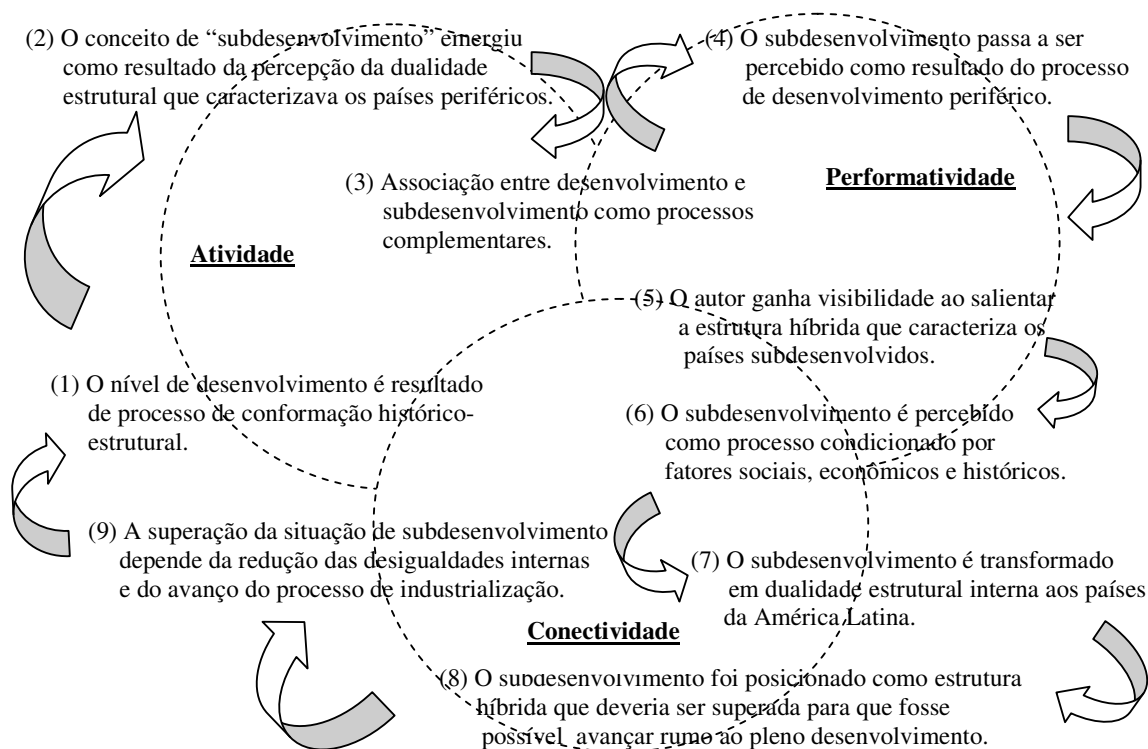 (2) O conceito de “subdesenvolvimento” emergiu
como resultado da percepção da dualidade
estrutural que caracterizava os países periféricos.
(4) O subdesenvolvimento passa a ser
percebido como resultado do processo
de desenvolvimento periférico.
(3) Associação entre desenvolvimento e
subdesenvolvimento como processos
complementares.
Performatividade
Atividade
(5) O autor ganha visibilidade ao salientar
a estrutura híbrida que caracteriza os
países subdesenvolvidos.
(1) O nível de desenvolvimento é resultado
de processo de conformação histórico-
estrutural.
(6) O subdesenvolvimento é percebido
como processo condicionado por
fatores sociais, econômicos e históricos.
(9) A superação da situação de subdesenvolvimento
depende da redução das desigualdades internas
e do avanço do processo de industrialização.
(7) O subdesenvolvimento é transformado
em dualidade estrutural interna aos países
da América Latina.
Conectividade
(8) O subdesenvolvimento foi posicionado como estrutura
híbrida que deveria ser superada para que fosse
possível avançar rumo ao pleno desenvolvimento.